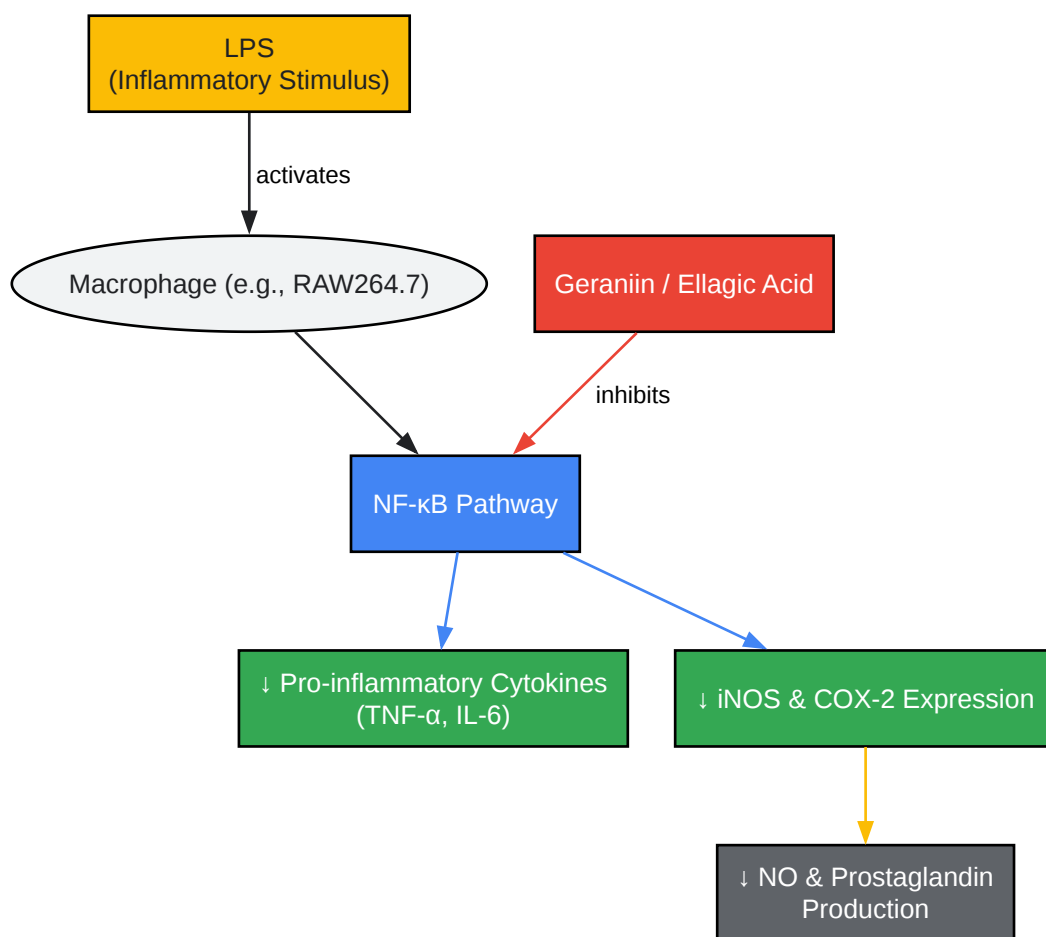 LPS
(Inflammatory Stimulus)
activates
Macrophage (e.g., RAW264.7)
Geraniin / Ellagic Acid
inhibits
NF-κB Pathway
↓ Pro-inflammatory Cytokines
(TNF-α, IL-6)
↓ iNOS & COX-2 Expression
↓ NO & Prostaglandin
Production